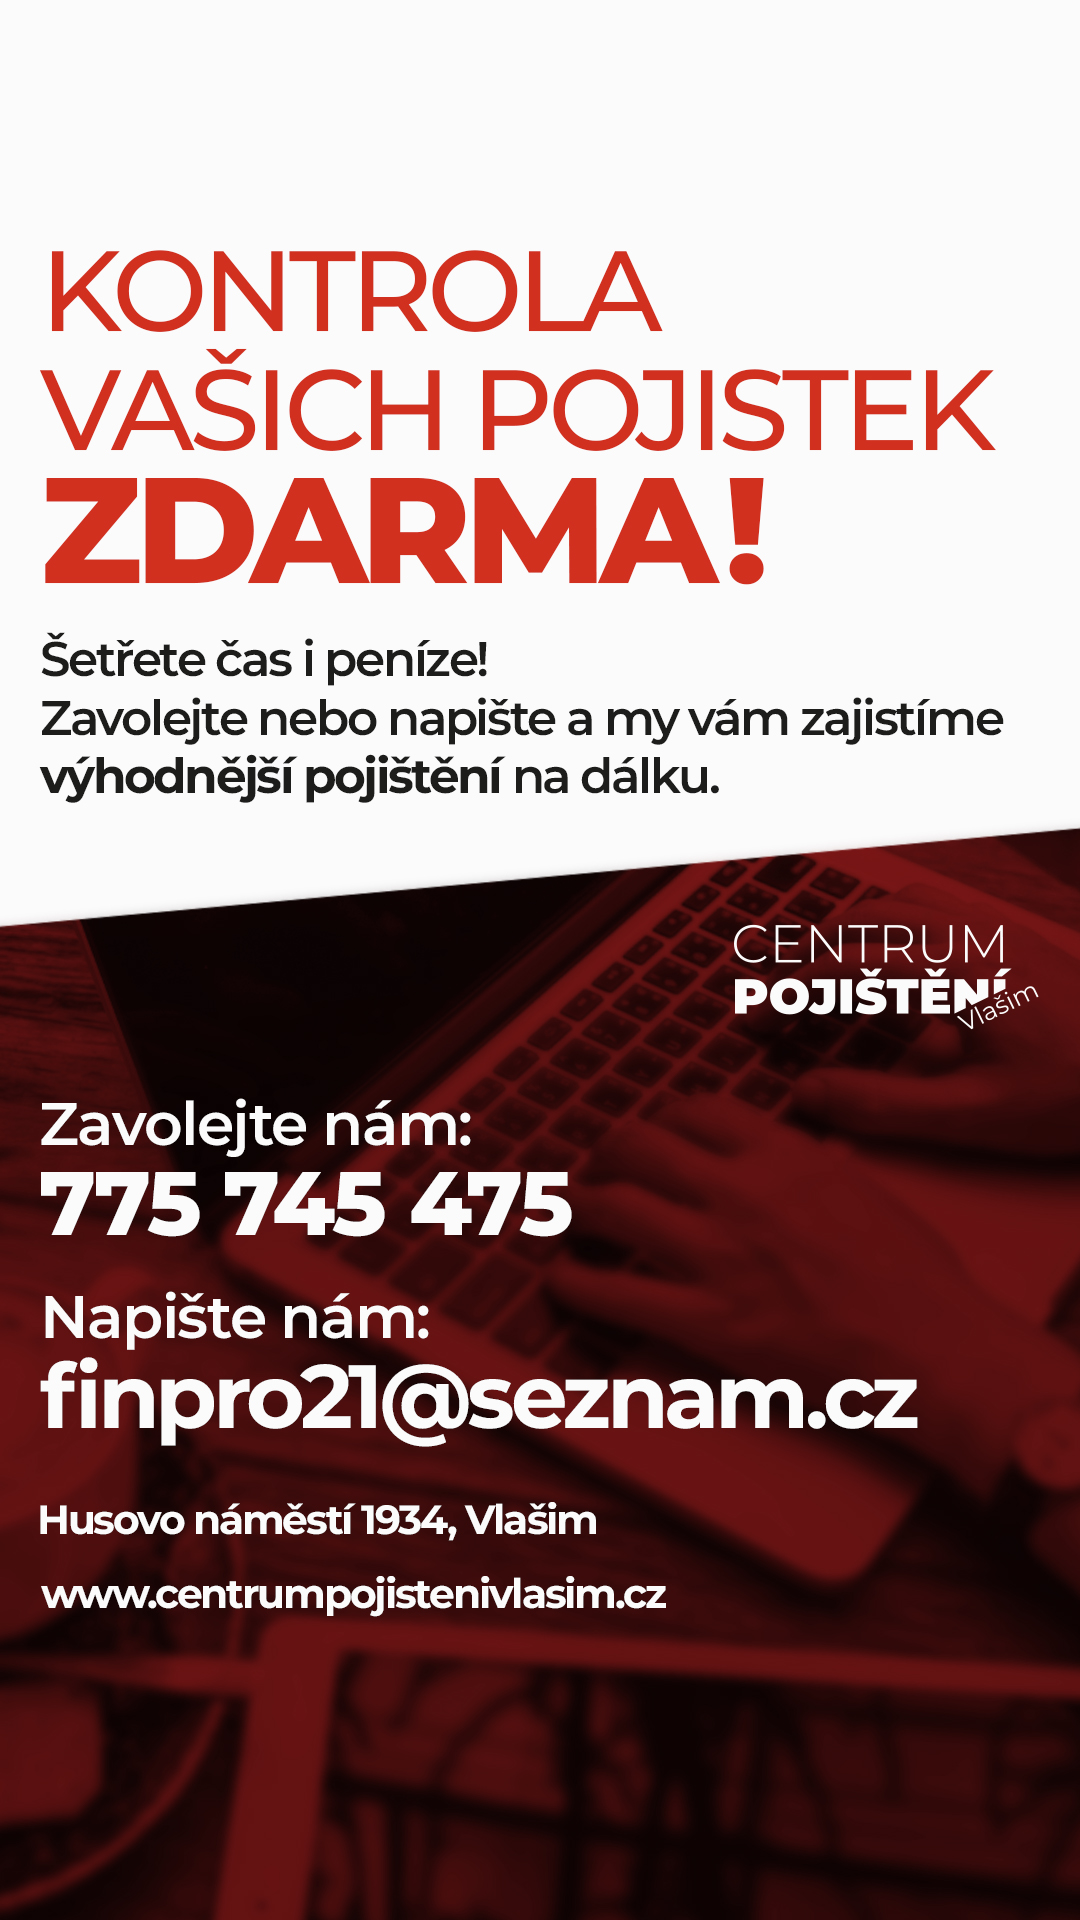 KONTROLA
VAŠICH POJISTEK
ZDARMA!
Šetřete čas i peníze!
Zavolejte nebo napište a my vám zajistíme
výhodnější pojištění na dálku.
CENTRUM
POJIŠTĚNÍ
Vlašim
Zavolejte nám:
775 745 475
Napište nám:
finpro21@seznam.cz
Husovo náměstí 1934, Vlašim
www.centrumpojistenivlasim.cz